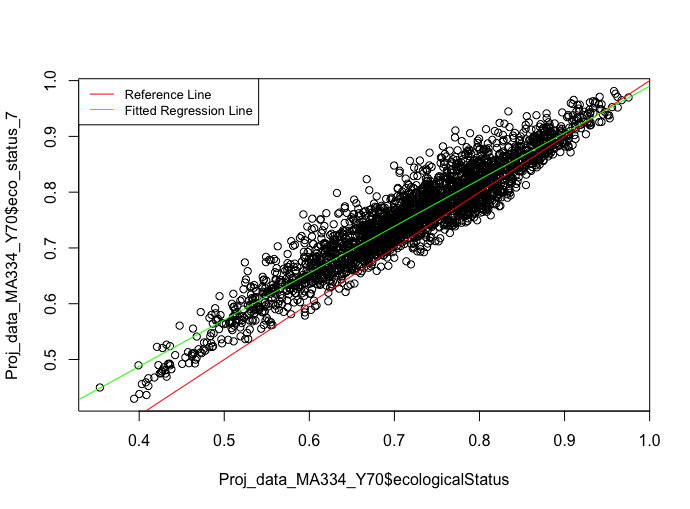 Reference Line
Fitted Regression Line
Proj_data_MA334_Y70$eco_status_7
1.0
0.9
0.8
0.7
0.6
0.5
0.4 0.5 0.6 0.7 0.8 0.9 1.0
Proj_data_MA334_Y70$ecologicalStatus